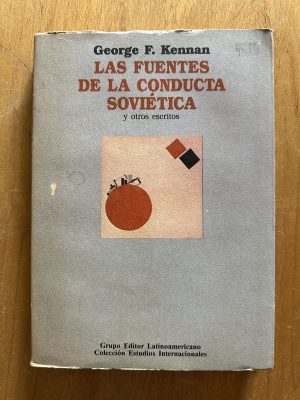 George F. Kennan
LAS FUENTES
DE LA CONDUCTA
SOVIÉTICA
y otros escritos
Grupo Editor Latinoamericano
Colección Estudios Internacionales